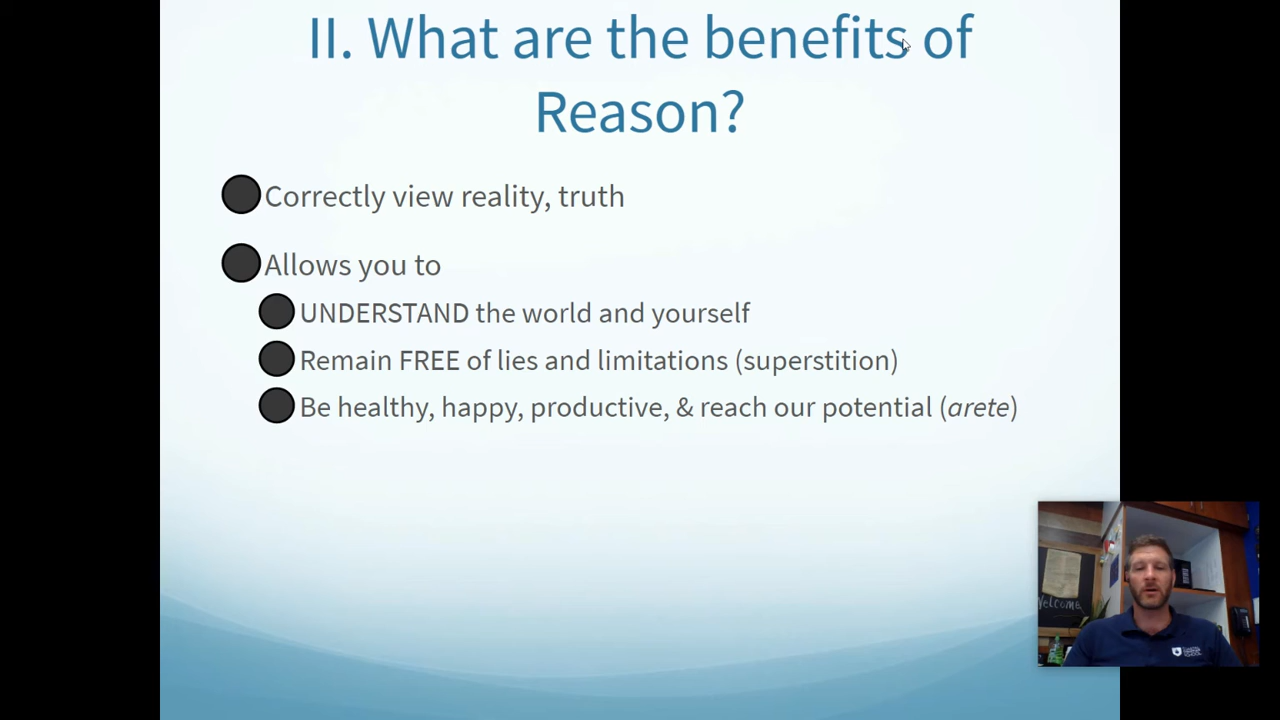 II. What are the benefits of
Reason?
Correctly view reality, truth
Allows you to
UNDERSTAND the world and yourself
Remain FREE of lies and limitations (superstition)
Be healthy, happy, productive, & reach our potential (arete)
Welcome